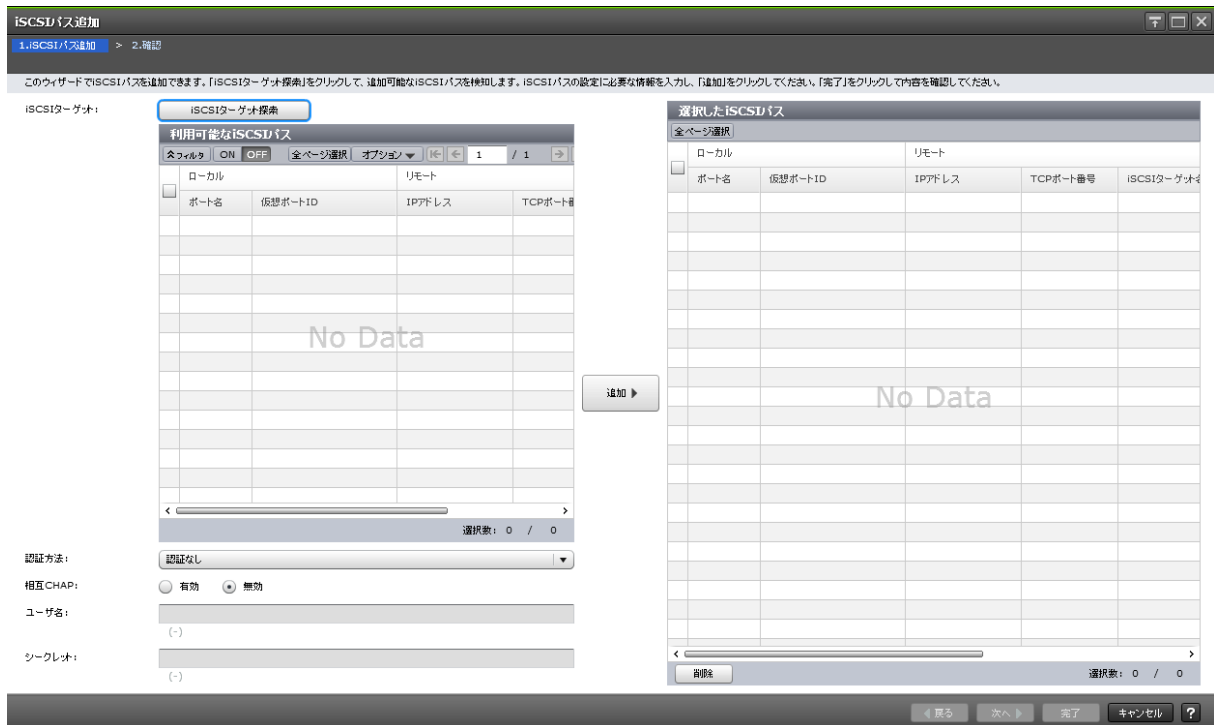 iSCSIパス追加
1.iSCSIパス追加 > 2.確認
このウィザードでiSCSIパスを追加できます。「iSCSIターゲット探索」をクリックして、追加可能なiSCSIパスを検知します。iSCSIパスの設定に必要な情報を入力し、「追加」をクリックしてください。「完了」をクリックして内容を確認してください。
iSCSIターゲット:
iSCSIターゲット探索
利用可能なiSCSIパス
フィルタ ON OFF 全ページ選択 オプション 1 / 1
ローカル リモート
ポート名 仮想ポートID IPアドレス TCPポート番
No Data
選択数: 0 / 0
追加
選択したiSCSIパス
全ページ選択
ローカル リモート
ポート名 仮想ポートID IPアドレス TCPポート番号 iSCSIターゲット名
No Data
削除 選択数: 0 / 0
認証方法: 認証なし
相互CHAP: 有効 無効
ユーザ名:
(-)
シークレット:
(-)
戻る 次へ 完了 キャンセル ?